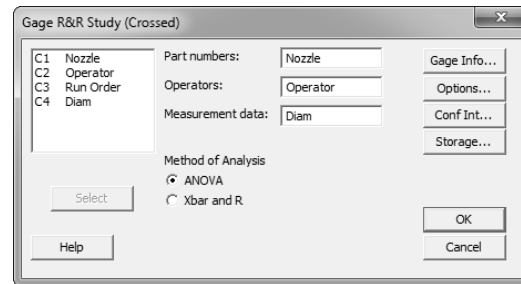 Gage R&R Study (Crossed)
x
C1 Nozzle
C2 Operator
C3 Run Order
C4 Diam
Part numbers: Nozzle
Operators: Operator
Measurement data: Diam
Method of Analysis
ANOVA
Xbar and R
Gage Info...
Options...
Conf Int...
Storage...
Select
OK
Help
Cancel